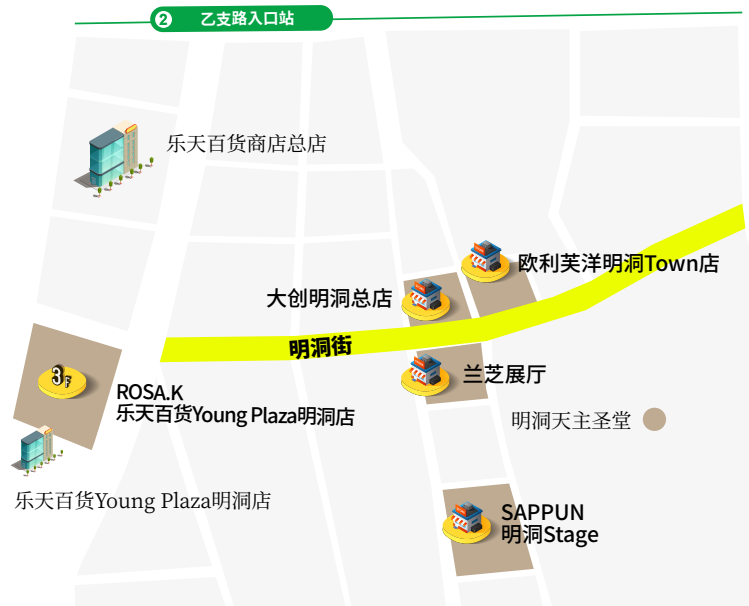 2 乙支路入口站
乐天百货商店总店
欧利芙洋明洞Town店
大创明洞总店
明洞街
兰芝展厅
3F
ROSA.K
乐天百货Young Plaza明洞店
明洞天主圣堂
乐天百货Young Plaza明洞店
SAPPUN
明洞Stage